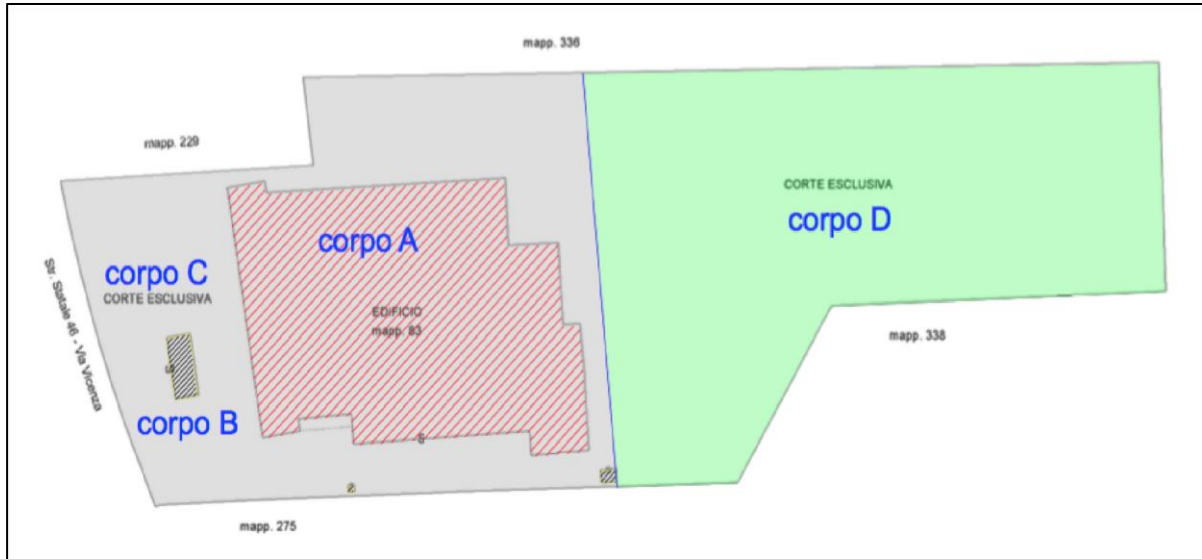 mapp. 336
mapp. 229
CORTE ESCLUSIVA
corpo D
corpo A
Str. Statale 46 - Via Vicenza
corpo C
CORTE ESCLUSIVA
EDIFICIO
mapp. 83
mapp. 338
corpo B
mapp. 275